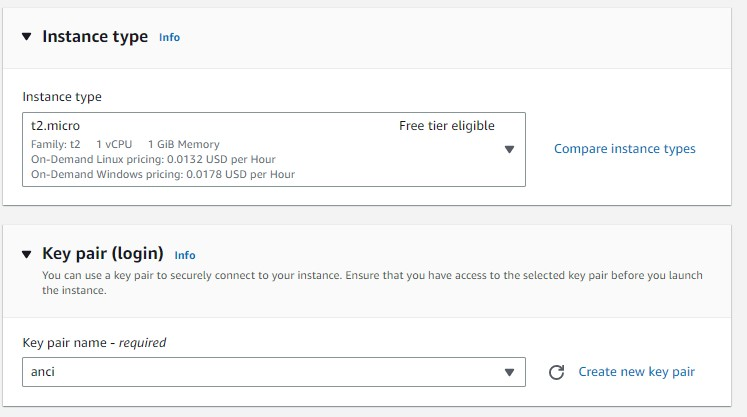 Instance type Info
Instance type
t2.micro Free tier eligible
Family: t2 1 vCPU 1 GiB Memory
On-Demand Linux pricing: 0.0132 USD per Hour
On-Demand Windows pricing: 0.0178 USD per Hour
Compare instance types
Key pair (login) Info
You can use a key pair to securely connect to your instance. Ensure that you have access to the selected key pair before you launch
the instance.
Key pair name - required
anci
Create new key pair